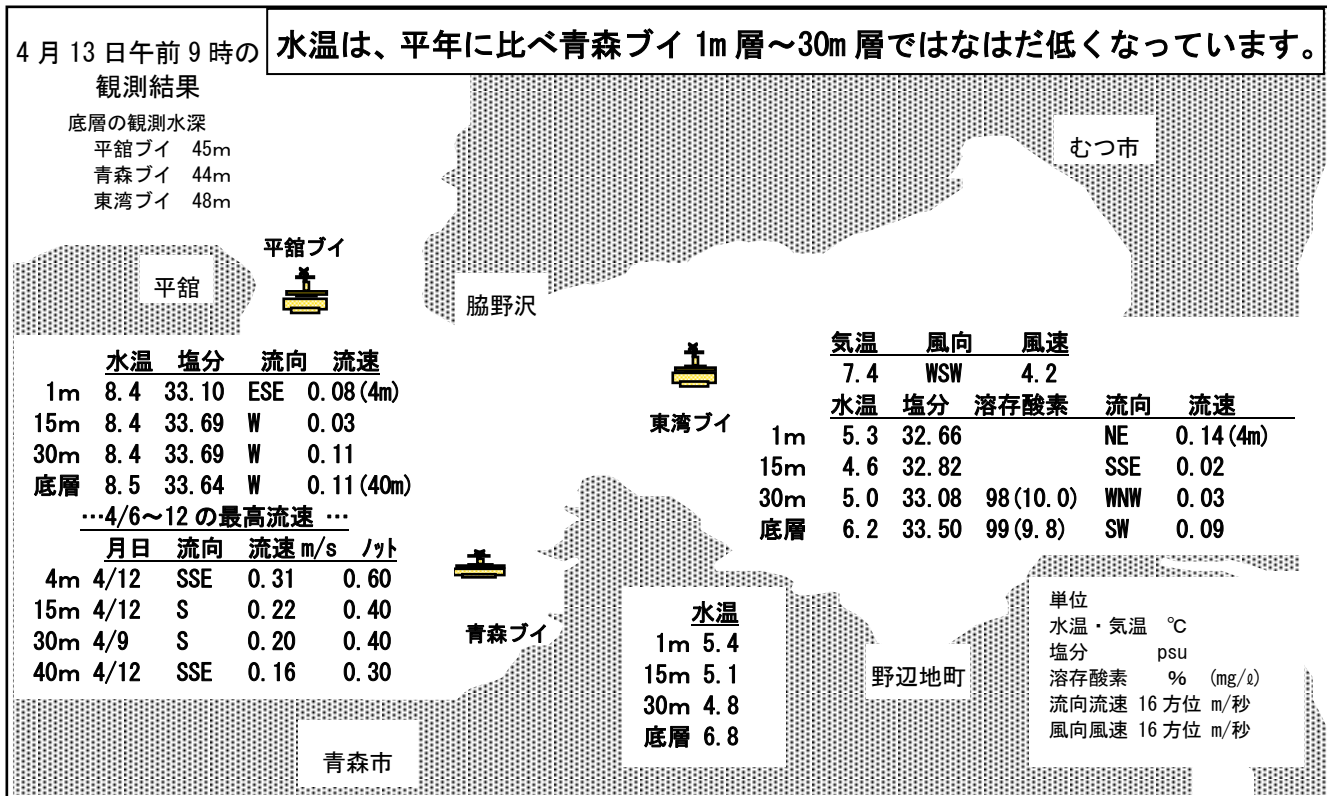 水温は、平年に比べ青森ブイ 1m 層～30m 層ではなはだ低くなっています。
4 月 13 日午前 9 時の
観測結果
底層の観測水深
平舘ブイ 45m
青森ブイ 44m
東湾ブイ 48m
むつ市
平舘ブイ
平舘
脇野沢
水温 塩分 流向 流速
1m 8.4 33.10 ESE 0.08(4m)
15m 8.4 33.69 W 0.03
30m 8.4 33.69 W 0.11
底層 8.5 33.64 W 0.11(40m)
…4/6～12 の最高流速 …
月日 流向 流速 m/s ノット
4m 4/12 SSE 0.31 0.60
15m 4/12 S 0.22 0.40
30m 4/9 S 0.20 0.40
40m 4/12 SSE 0.16 0.30
東湾ブイ
気温 風向 風速
7.4 WSW 4.2
水温 塩分 溶存酸素 流向 流速
1m 5.3 32.66 NE 0.14(4m)
15m 4.6 32.82 SSE 0.02
30m 5.0 33.08 98(10.0) WNW 0.03
底層 6.2 33.50 99(9.8) SW 0.09
青森ブイ
水温
1m 5.4
15m 5.1
30m 4.8
底層 6.8
野辺地町
単位
水温・気温 ℃
塩分 psu
溶存酸素 % (mg/ℓ)
流向流速 16 方位 m/秒
風向風速 16 方位 m/秒
青森市